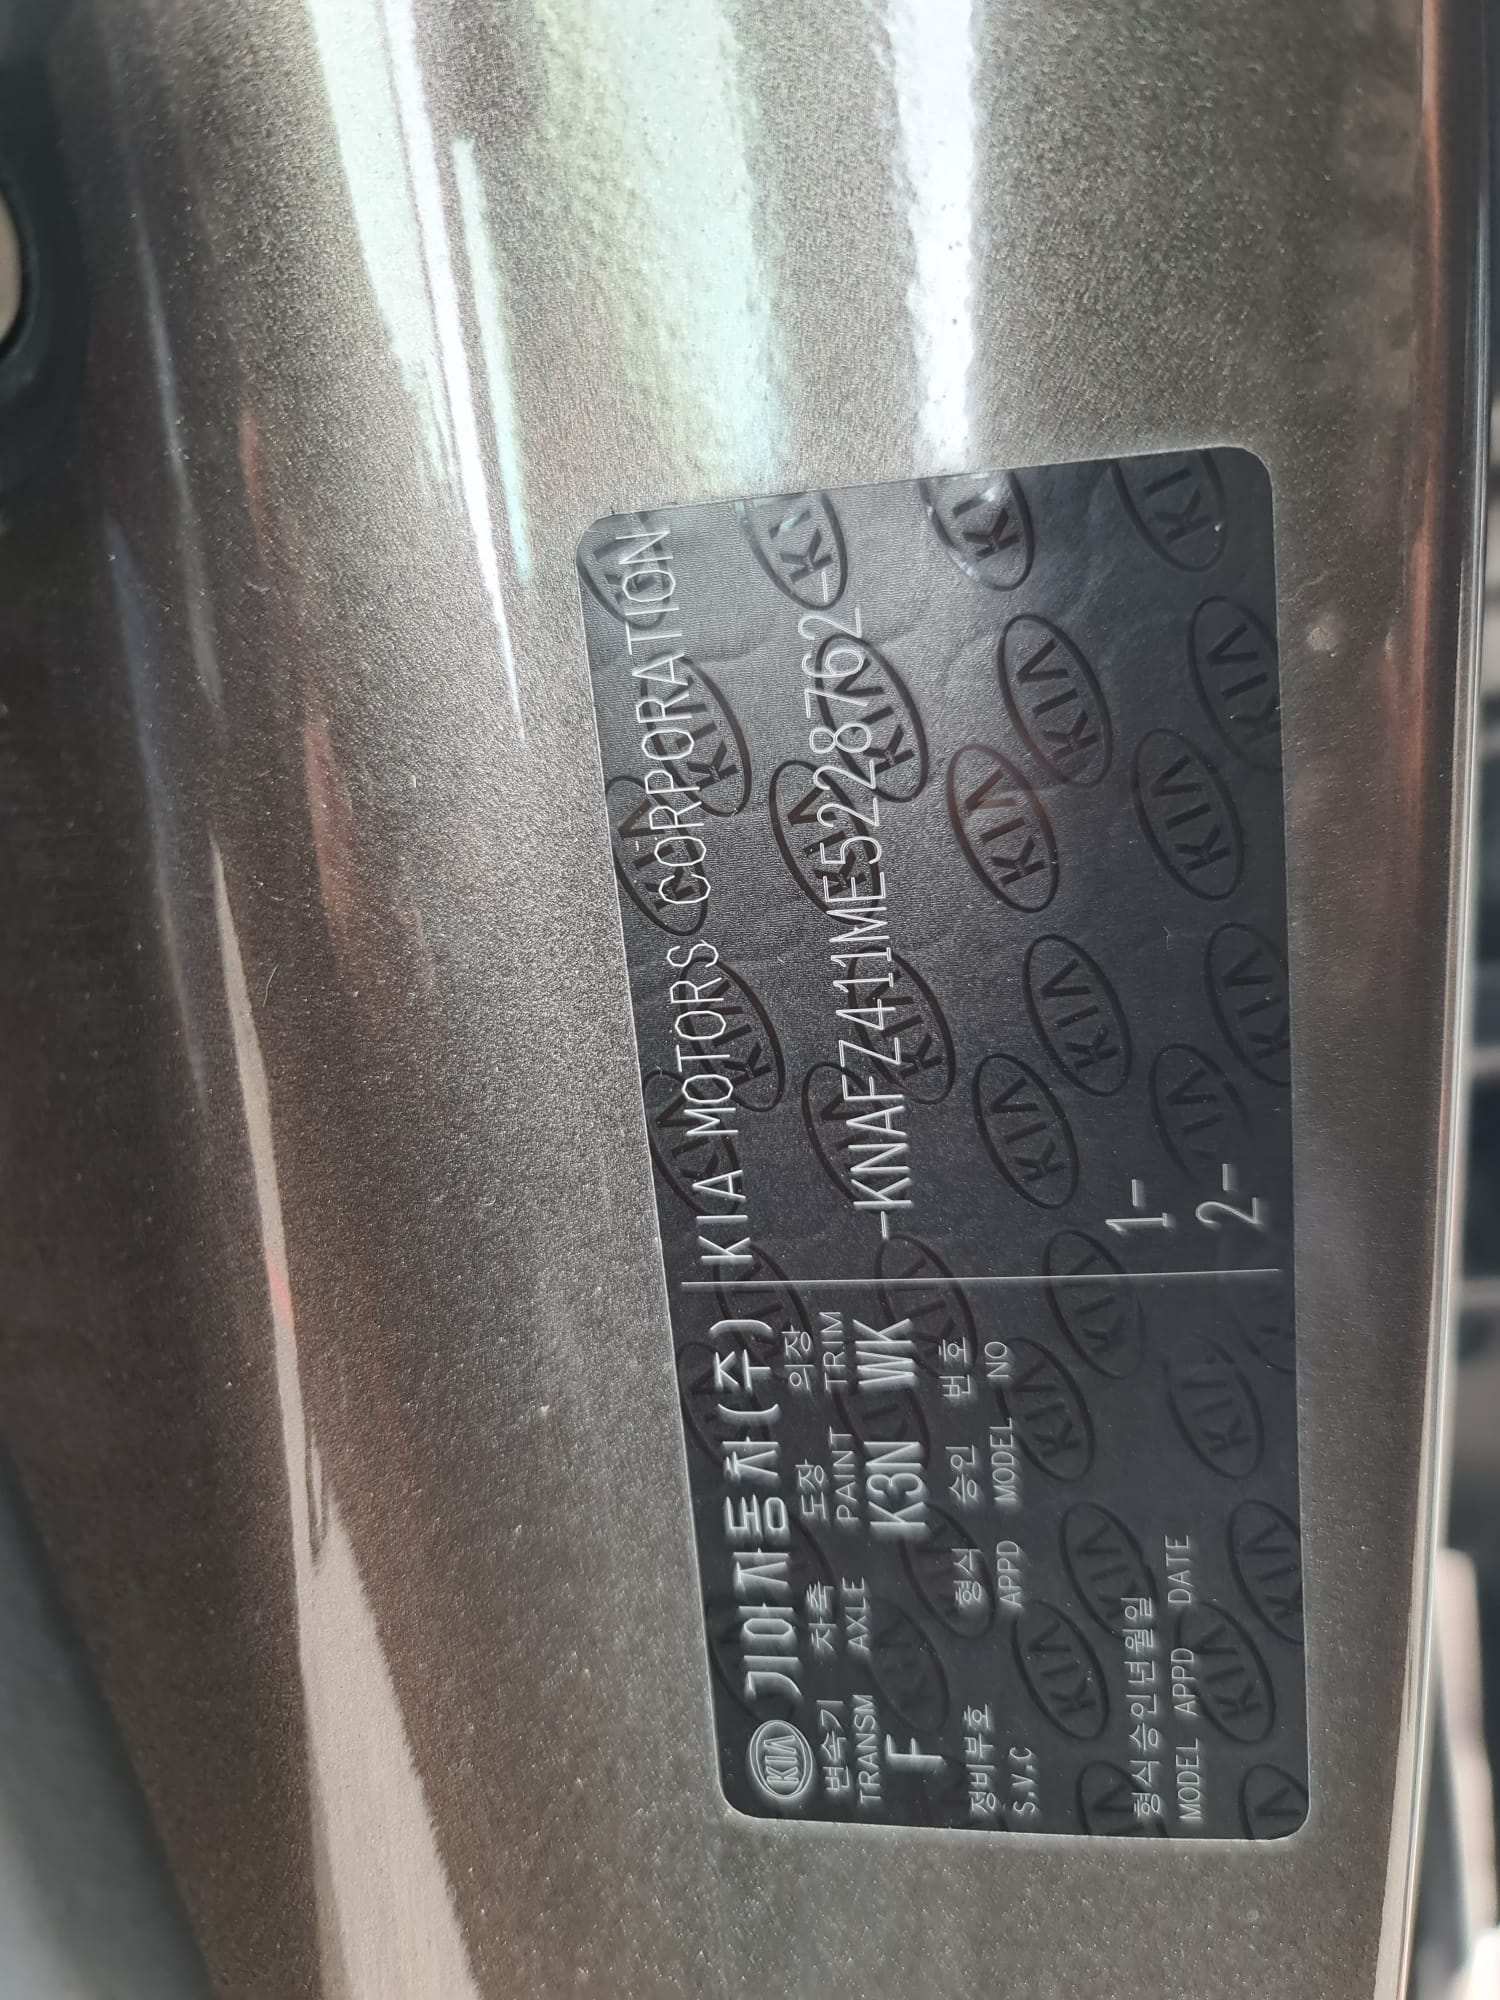 KIA 기아자동차(주) KIA MOTORS CORPORATION
변속기 차축 도장 의장
TRANSM AXLE PAINT TRIM
F K3N WK -KNAFZ411ME5228762-
정비부호 형식 승인 번호
S.V.C APPD MODEL NO
1-
형식승인년월일
MODEL APPD DATE
2-